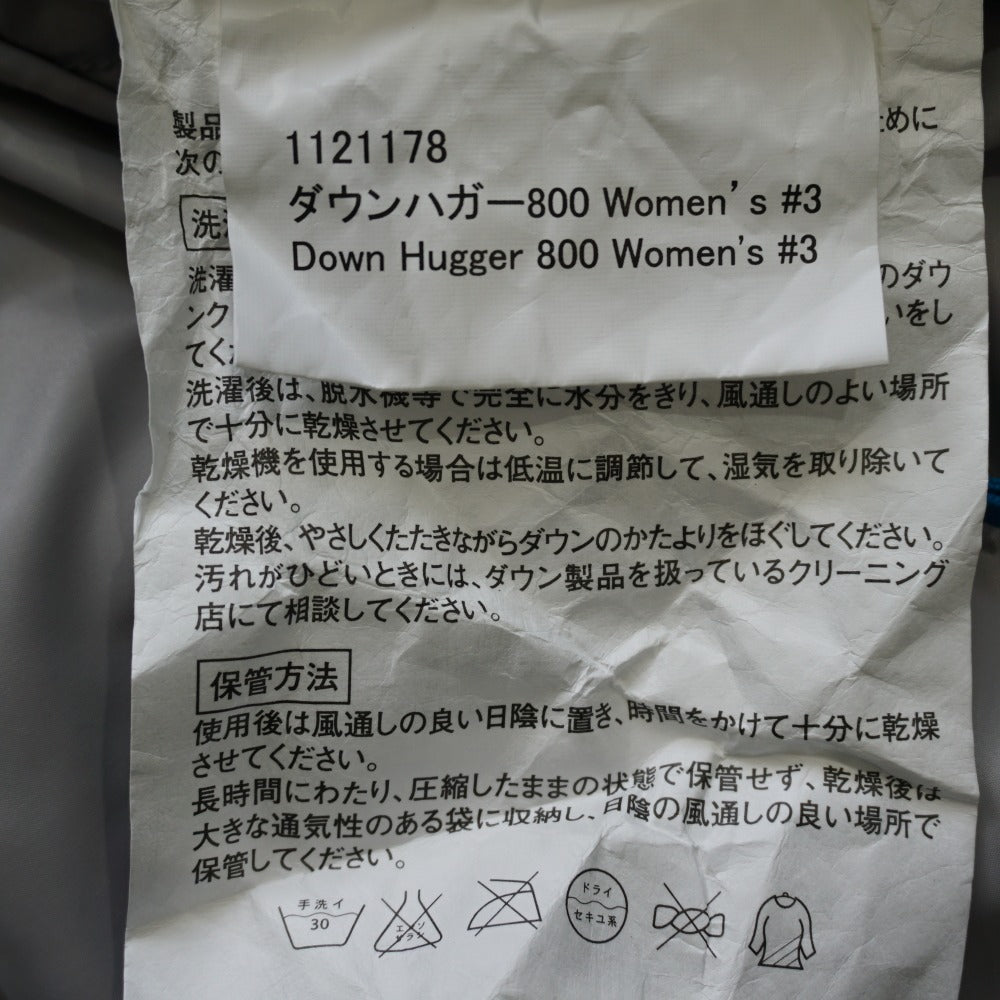 1121178
ダウンハガー800 Women's #3
Down Hugger 800 Women's #3
製品 ために
次の
洗
洗濯 のダウ
ンク いをし
てく
洗濯後は、脱水機等で完全に水分をきり、風通しのよい場所
で十分に乾燥させてください。
乾燥機を使用する場合は低温に調節して、湿気を取り除いて
ください。
乾燥後、やさしくたたきながらダウンのかたよりをほぐしてください。
汚れがひどいときには、ダウン製品を扱っているクリーニング
店にて相談してください。
保管方法
使用後は風通しの良い日陰に置き、時間をかけて十分に乾燥
させてください。
長時間にわたり、圧縮したままの状態で保管せず、乾燥後は
大きな通気性のある袋に収納し、日陰の風通しの良い場所で
保管してください。
手洗イ
30
エンソ
サラシ
ドライ
セキユ系